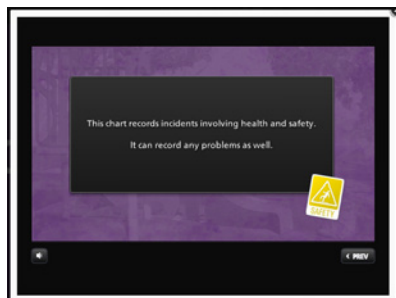 This chart records incidents involving health and safety.
It can record any problems as well.
SAFETY
PREV